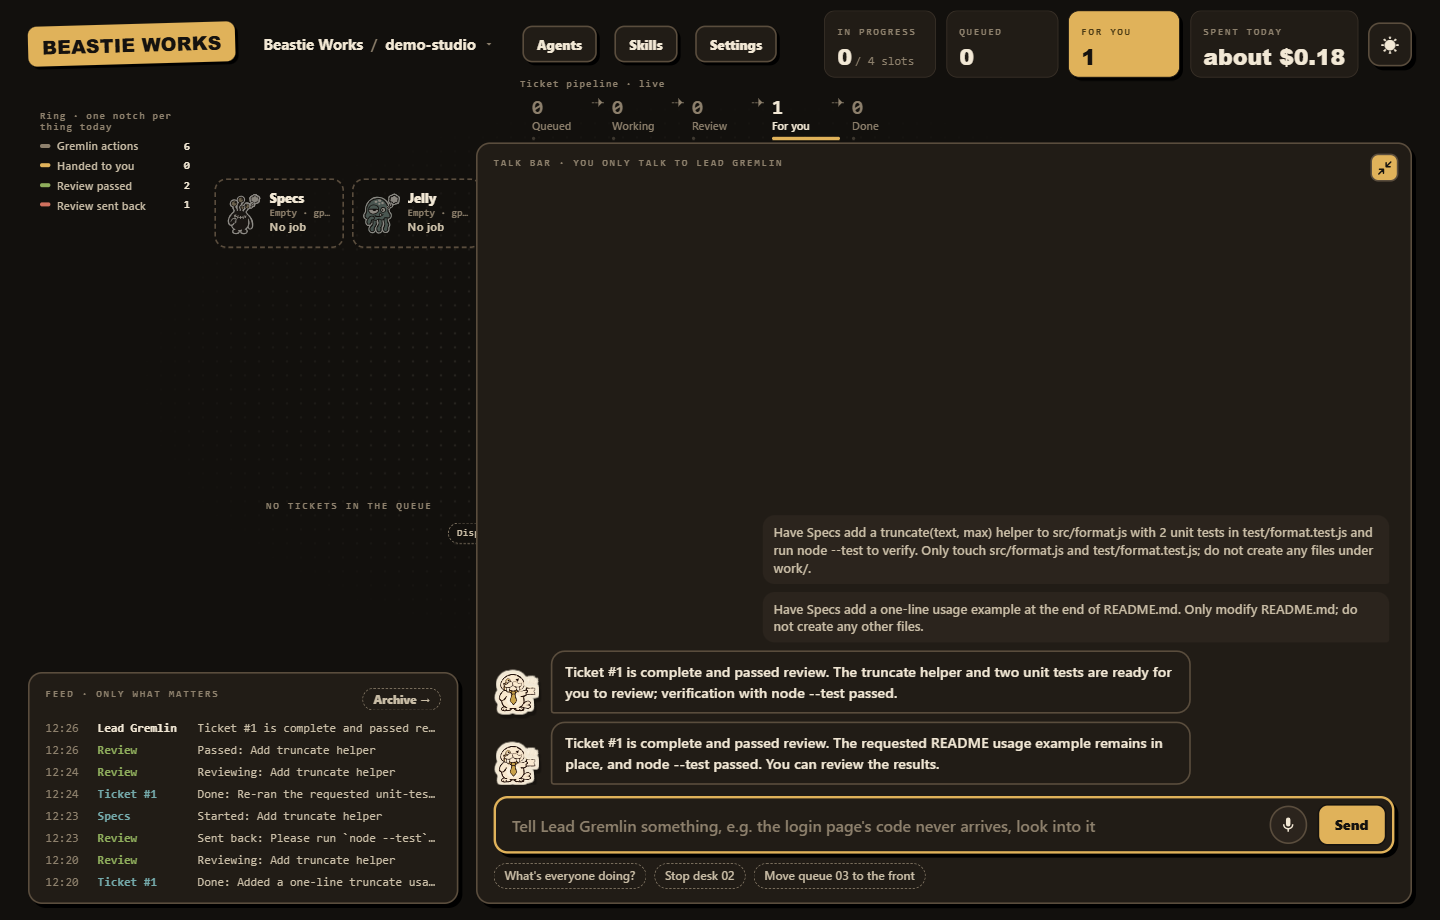 BEASTIE WORKS
Beastie Works / demo-studio
Agents
Skills
Settings
IN PROGRESS
0 / 4 slots
QUEUED
0
FOR YOU
1
SPENT TODAY
about $0.18
Ticket pipeline · live
0 → 0 → 0 → 1 → 0
Queued Working Review For you Done
Ring · one notch per
thing today
Gremlin actions 6
Handed to you 0
Review passed 2
Review sent back 1
Specs
Empty · gp…
No job
Jelly
Empty · gp…
No job
NO TICKETS IN THE QUEUE
Disp
TALK BAR · YOU ONLY TALK TO LEAD GREMLIN
Have Specs add a truncate(text, max) helper to src/format.js with 2 unit tests in test/format.test.js and
run node --test to verify. Only touch src/format.js and test/format.test.js; do not create any files under
work/.
Have Specs add a one-line usage example at the end of README.md. Only modify README.md; do
not create any other files.
Ticket #1 is complete and passed review. The truncate helper and two unit tests are ready for
you to review; verification with node --test passed.
Ticket #1 is complete and passed review. The requested README usage example remains in
place, and node --test passed. You can review the results.
Tell Lead Gremlin something, e.g. the login page's code never arrives, look into it
Send
What's everyone doing?
Stop desk 02
Move queue 03 to the front
FEED · ONLY WHAT MATTERS
Archive →
12:26 Lead Gremlin Ticket #1 is complete and passed re…
12:26 Review Passed: Add truncate helper
12:24 Review Reviewing: Add truncate helper
12:24 Ticket #1 Done: Re-ran the requested unit-tes…
12:23 Specs Started: Add truncate helper
12:23 Review Sent back: Please run `node --test`…
12:20 Review Reviewing: Add truncate helper
12:20 Ticket #1 Done: Added a one-line truncate usa…